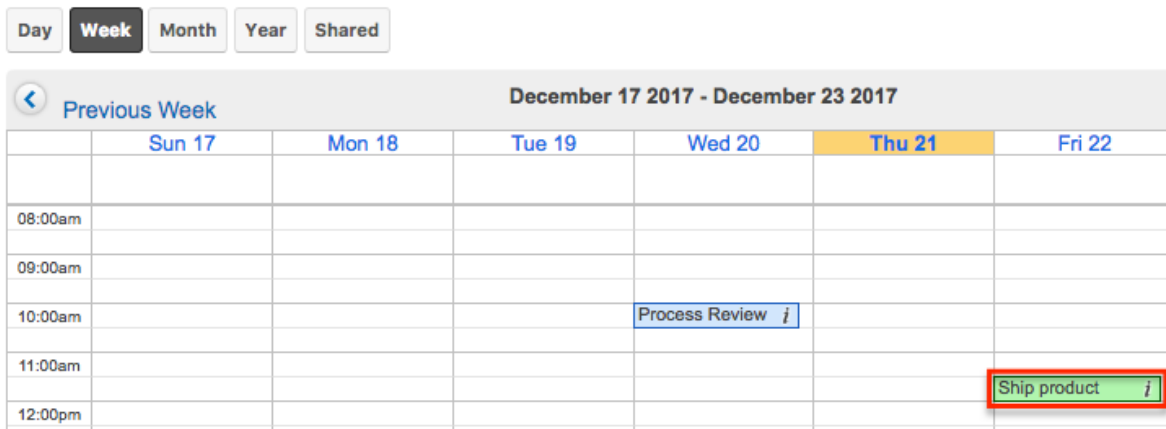 Day Week Month Year Shared
Previous Week December 17 2017 - December 23 2017
Sun 17 Mon 18 Tue 19 Wed 20 Thu 21 Fri 22
08:00am
09:00am
10:00am Process Review i
11:00am
Ship product i
12:00pm